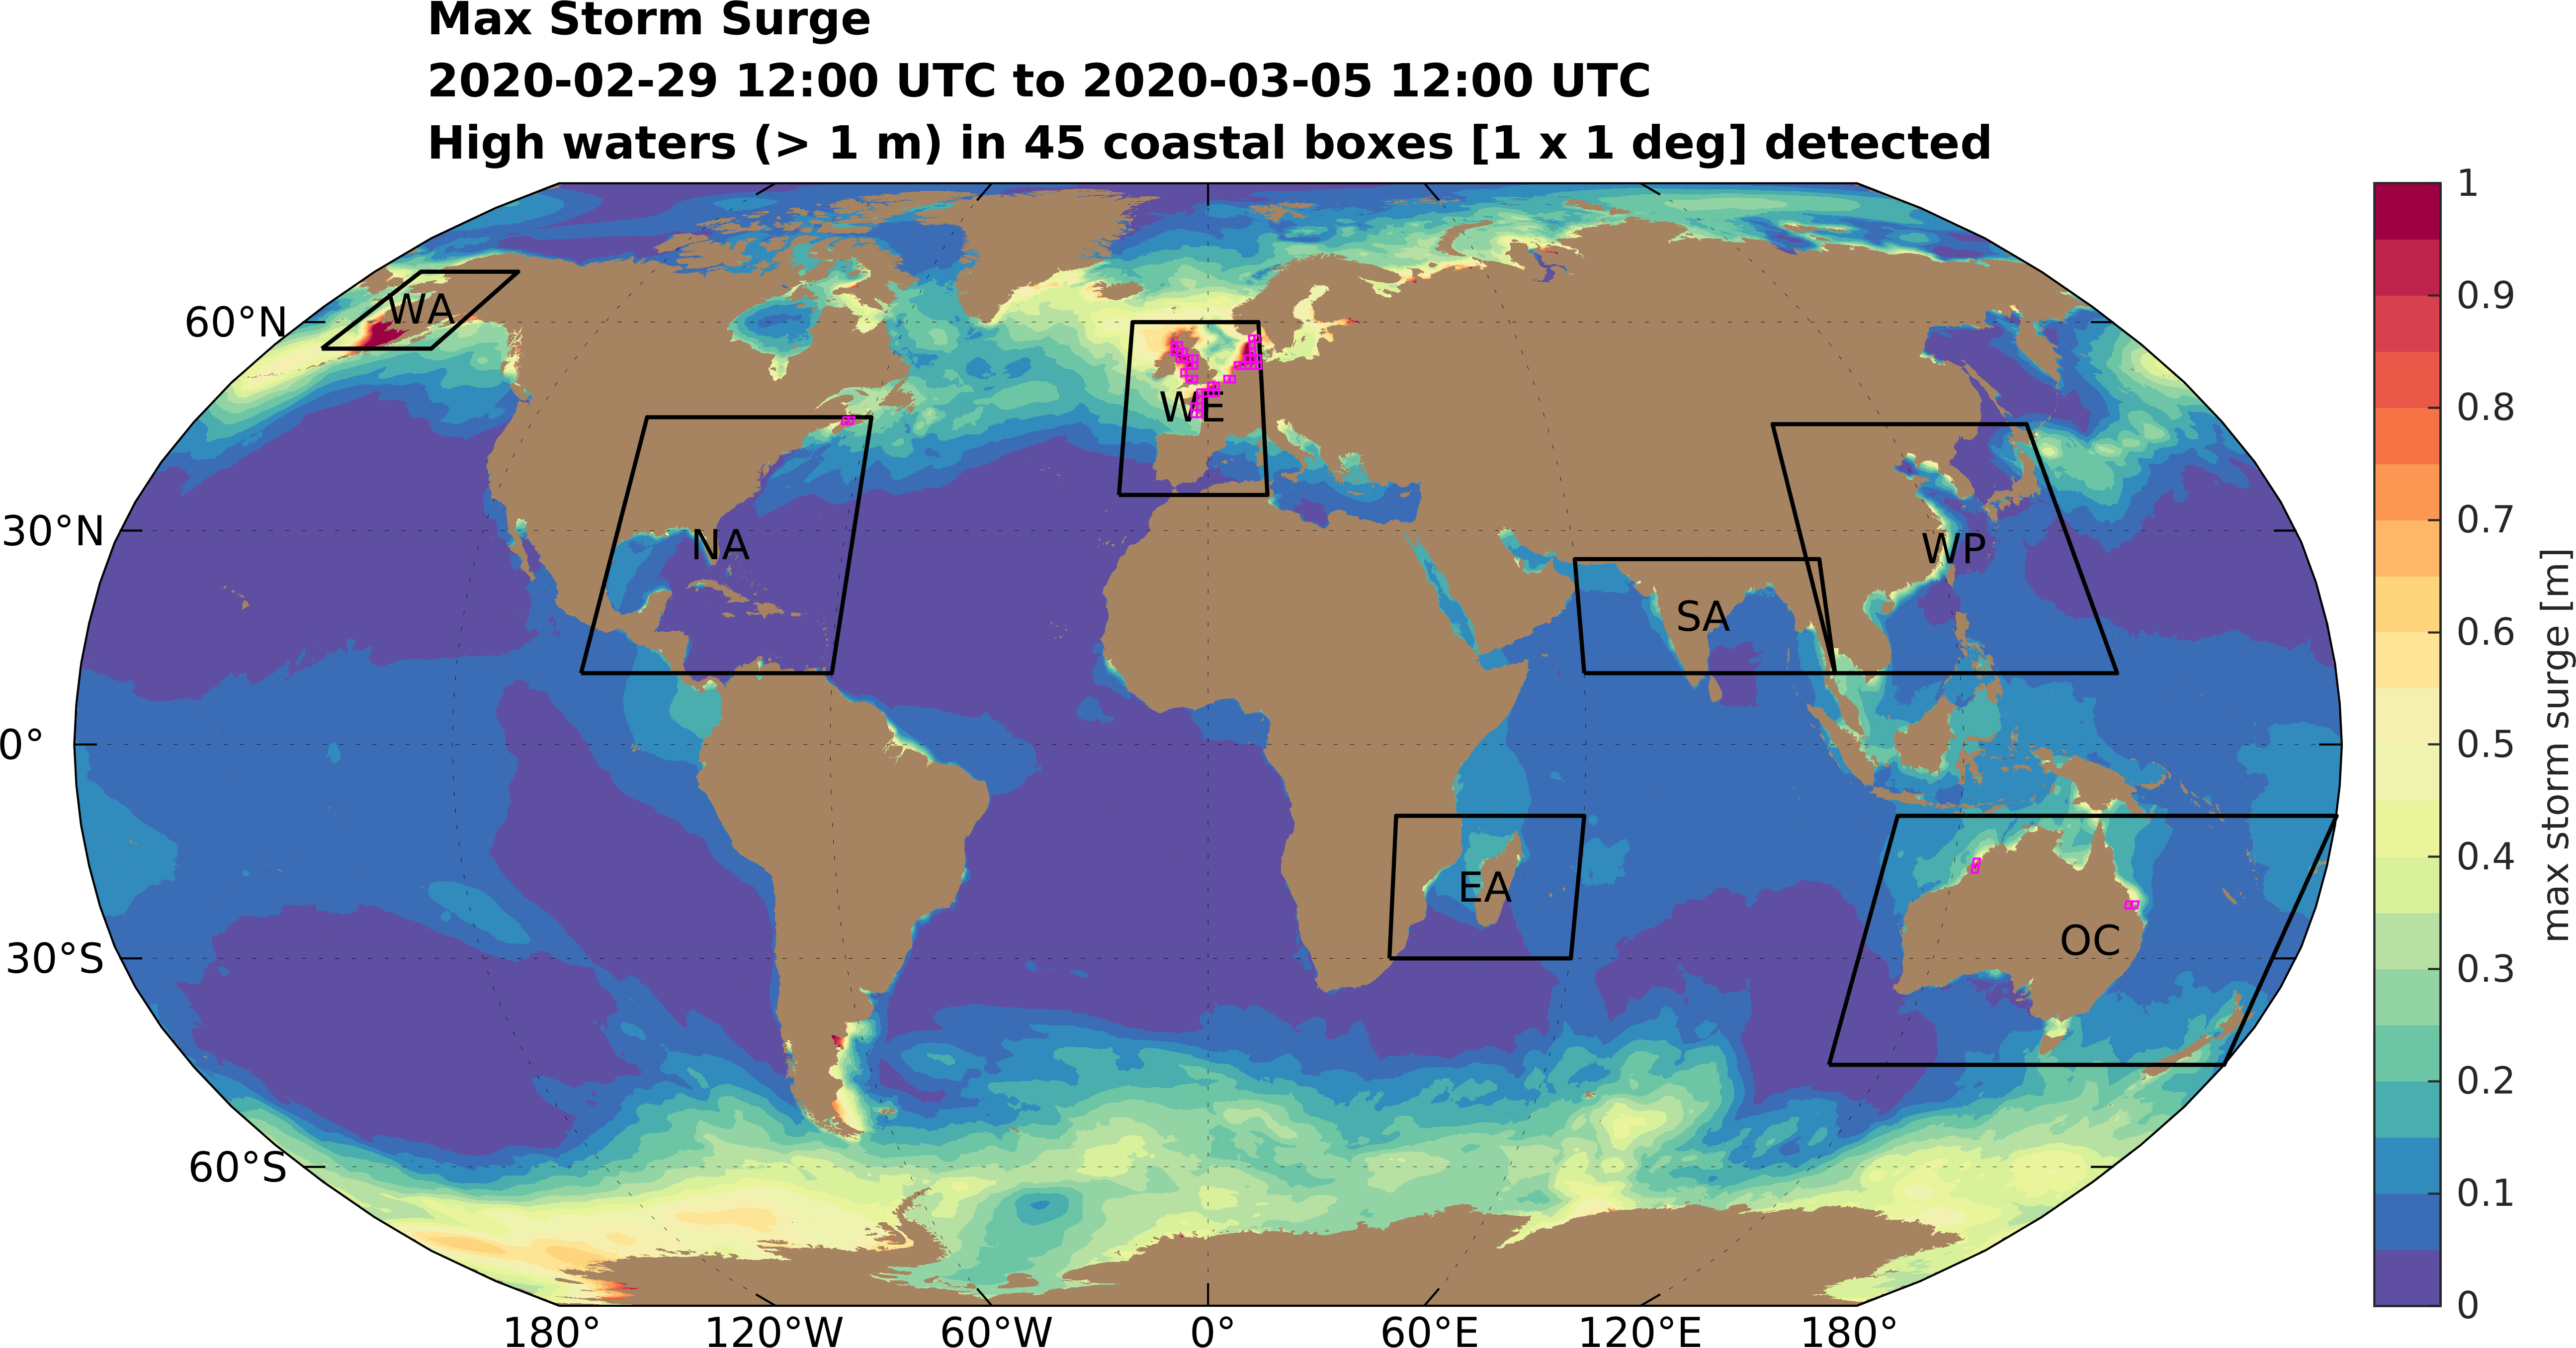 Max Storm Surge
2020-02-29 12:00 UTC to 2020-03-05 12:00 UTC
High waters (> 1 m) in 45 coastal boxes [1 x 1 deg] detected
60°N
30°N
0°
30°S
60°S
WA
NA
WE
SA
WP
EA
OC
180°
120°W
60°W
0°
60°E
120°E
180°
1
0.9
0.8
0.7
0.6
0.5
0.4
0.3
0.2
0.1
0
max storm surge [m]